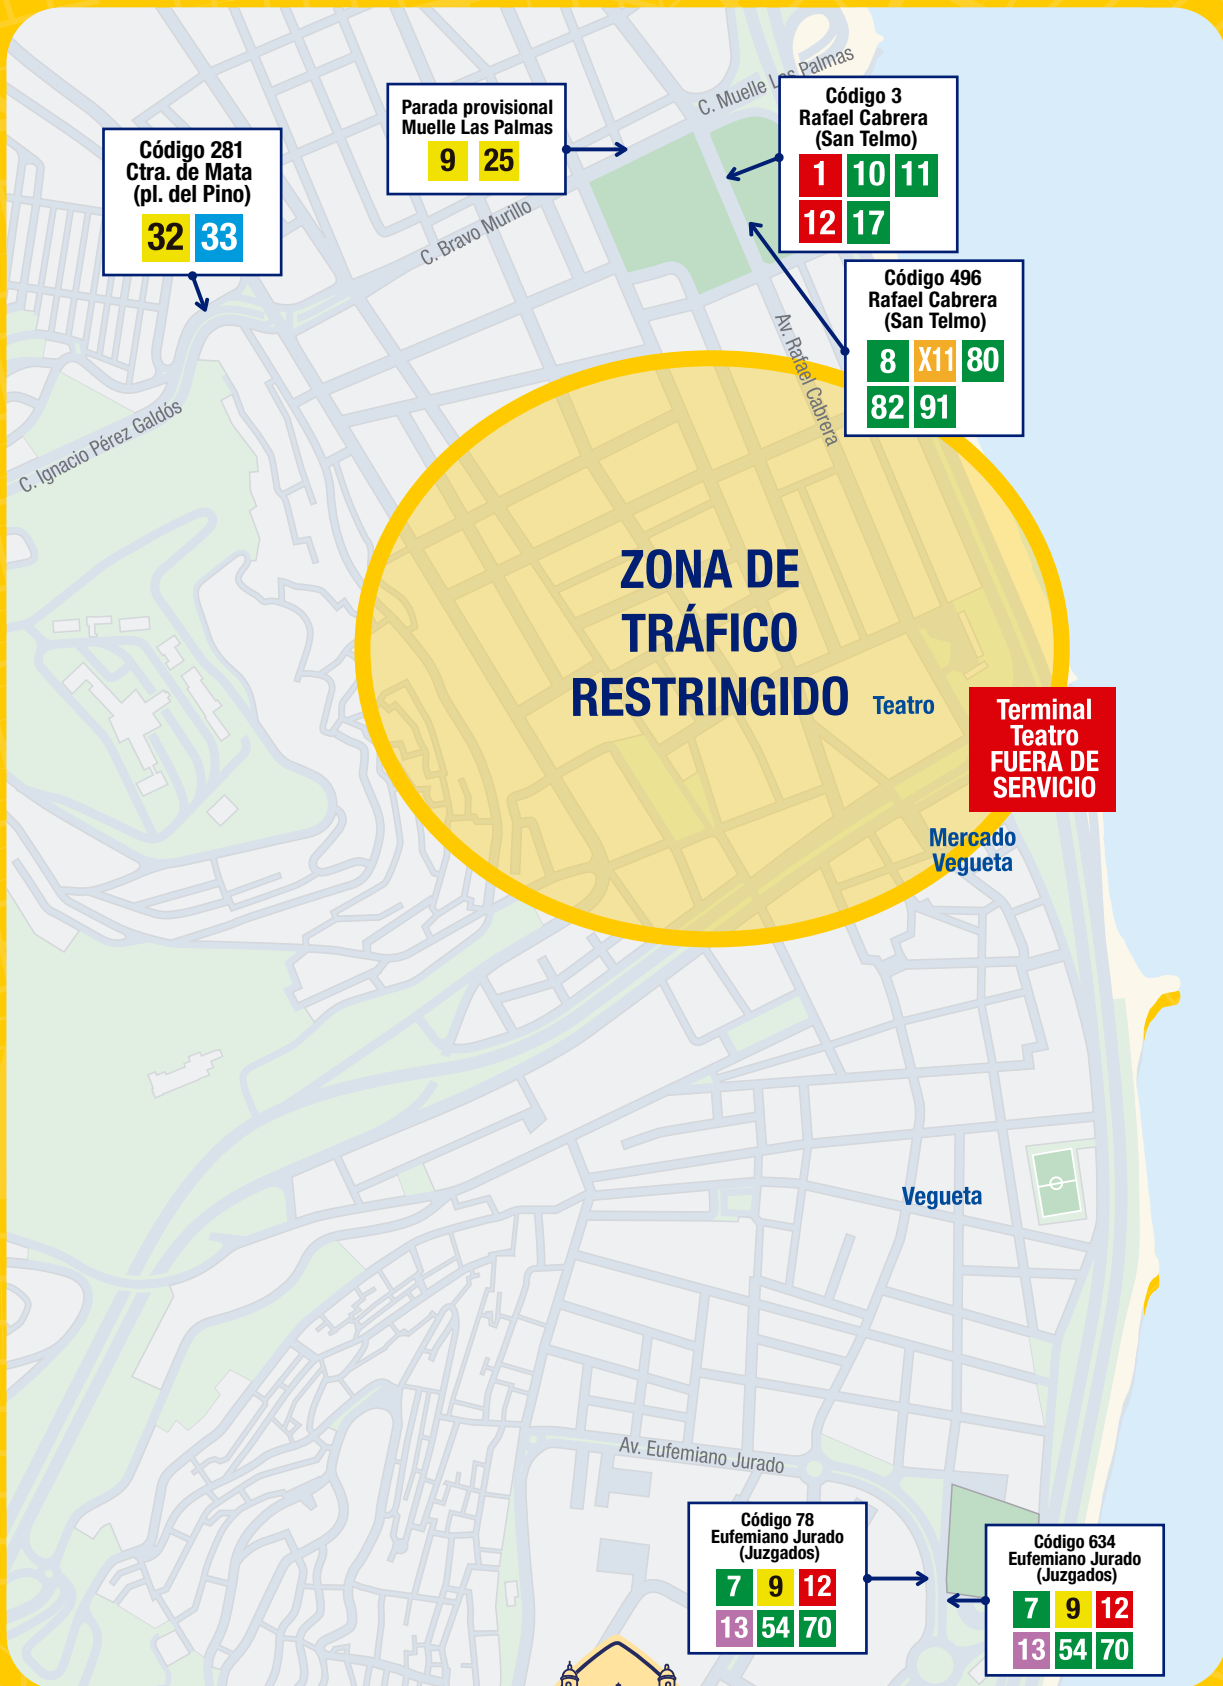 C. Muelle Las Palmas
Parada provisional
Muelle Las Palmas
9 25
Código 3
Rafael Cabrera
(San Telmo)
1 10 11
12 17
Código 281
Ctra. de Mata
(pl. del Pino)
32 33
C. Bravo Murillo
Código 496
Rafael Cabrera
(San Telmo)
8 X11 80
82 91
Av. Rafael Cabrera
C. Ignacio Pérez Galdós
ZONA DE
TRÁFICO
RESTRINGIDO
Teatro
Terminal
Teatro
FUERA DE
SERVICIO
Mercado
Vegueta
Vegueta
Av. Eufemiano Jurado
Código 78
Eufemiano Jurado
(Juzgados)
7 9 12
13 54 70
Código 634
Eufemiano Jurado
(Juzgados)
7 9 12
13 54 70